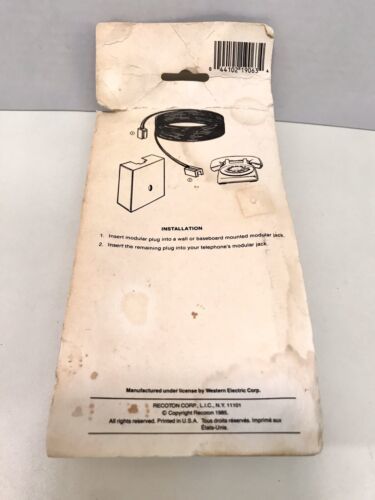 0 44102 19063 4
INSTALLATION
1. Insert modular plug into a wall or baseboard mounted modular jack.
2. Insert the remaining plug into your telephone's modular jack.
Manufactured under license by Western Electric Corp.
RECOTON CORP., L.I.C., N.Y. 11101
© Copyright Recoton 1985.
All rights reserved. Printed in U.S.A. Tous droits réservés. Imprimé aux
États-Unis.